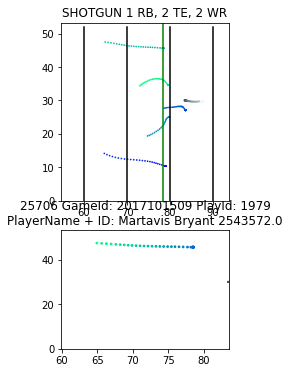 SHOTGUN 1 RB, 2 TE, 2 WR
50
40
30
20
10
0
60 70 80 90
25706 GameId: 2017101509 PlayId: 1979
PlayerName + ID: Martavis Bryant 2543572.0
40
20
0
60 65 70 75 80